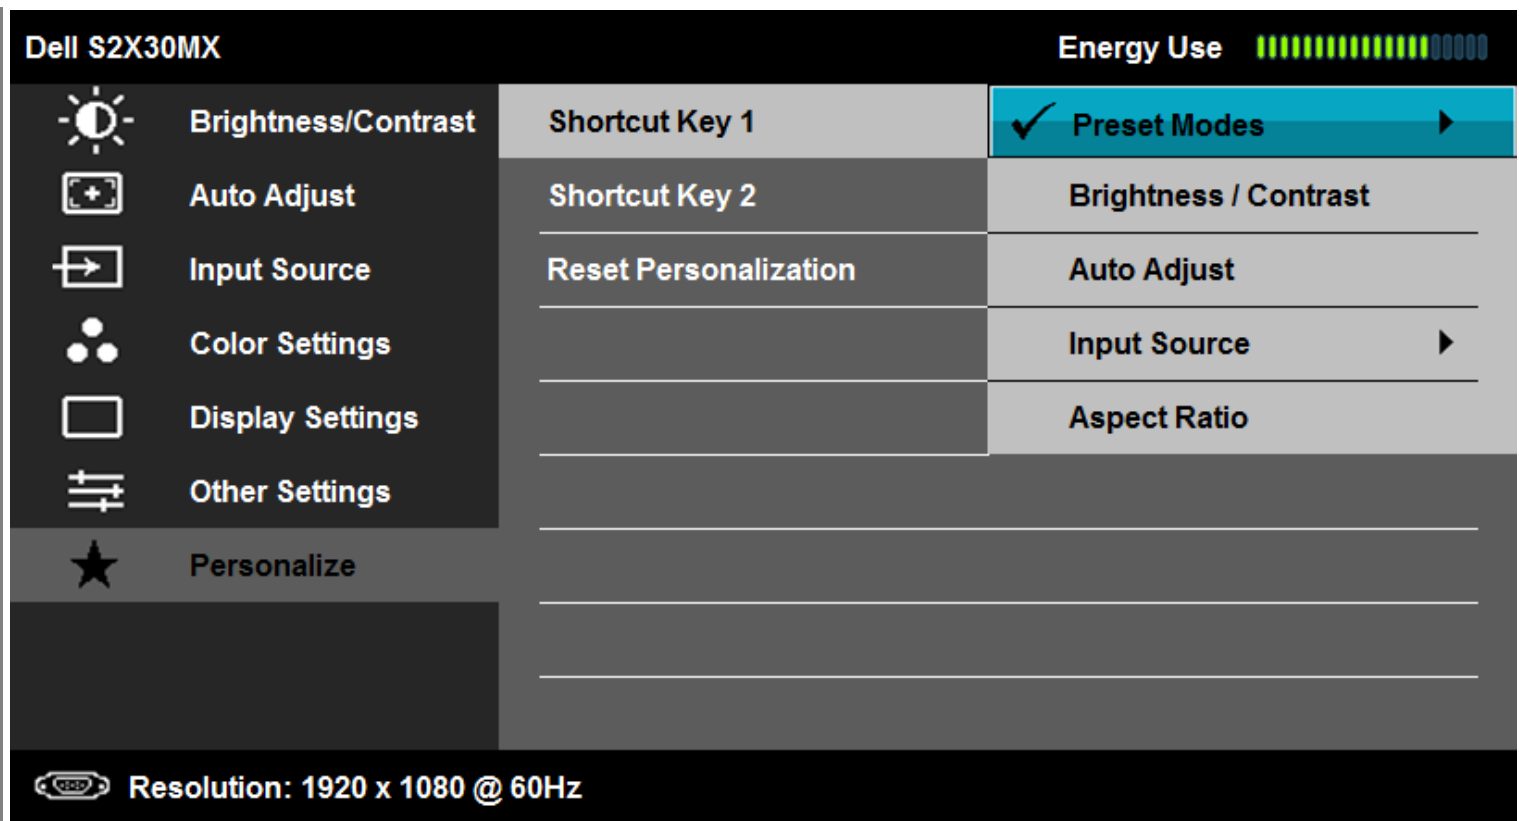 Dell S2X30MX
Energy Use
Brightness/Contrast
Shortcut Key 1
Preset Modes
Auto Adjust
Shortcut Key 2
Brightness / Contrast
Input Source
Reset Personalization
Auto Adjust
Color Settings
Input Source
Display Settings
Aspect Ratio
Other Settings
Personalize
Resolution: 1920 x 1080 @ 60Hz